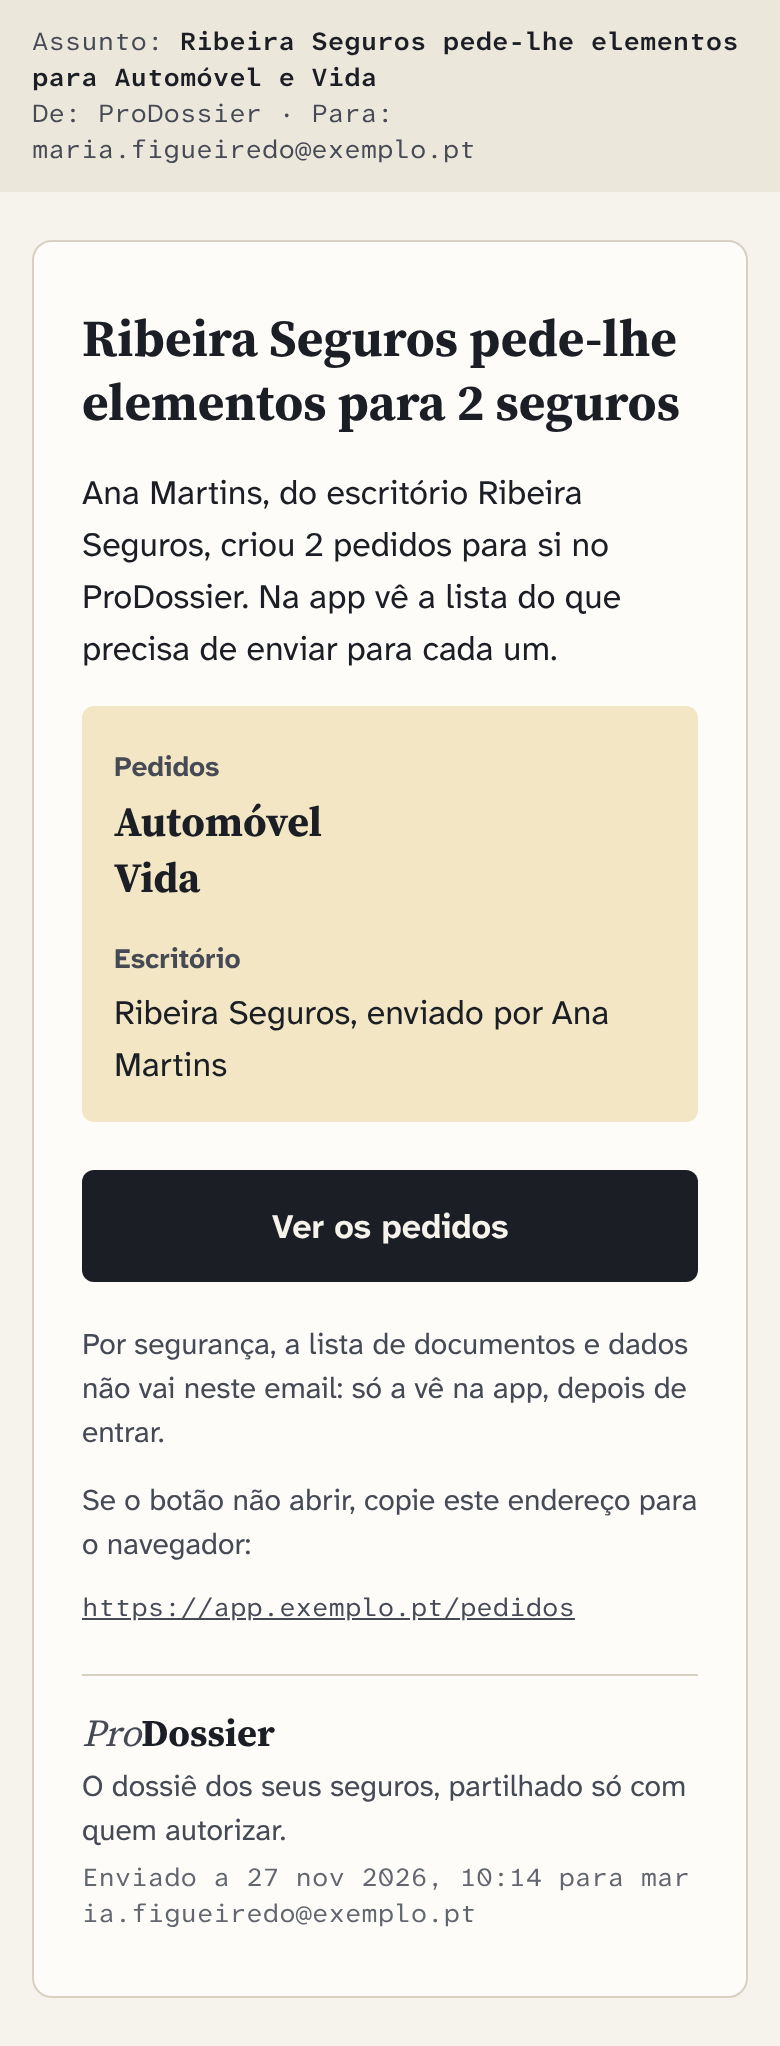 Assunto: Ribeira Seguros pede-lhe elementos
para Automóvel e Vida
De: ProDossier · Para:
maria.figueiredo@exemplo.pt
Ribeira Seguros pede-lhe
elementos para 2 seguros
Ana Martins, do escritório Ribeira
Seguros, criou 2 pedidos para si no
ProDossier. Na app vê a lista do que
precisa de enviar para cada um.
Pedidos
Automóvel
Vida
Escritório
Ribeira Seguros, enviado por Ana
Martins
Ver os pedidos
Por segurança, a lista de documentos e dados
não vai neste email: só a vê na app, depois de
entrar.
Se o botão não abrir, copie este endereço para
o navegador:
https://app.exemplo.pt/pedidos
ProDossier
O dossiê dos seus seguros, partilhado só com
quem autorizar.
Enviado a 27 nov 2026, 10:14 para mar
ia.figueiredo@exemplo.pt